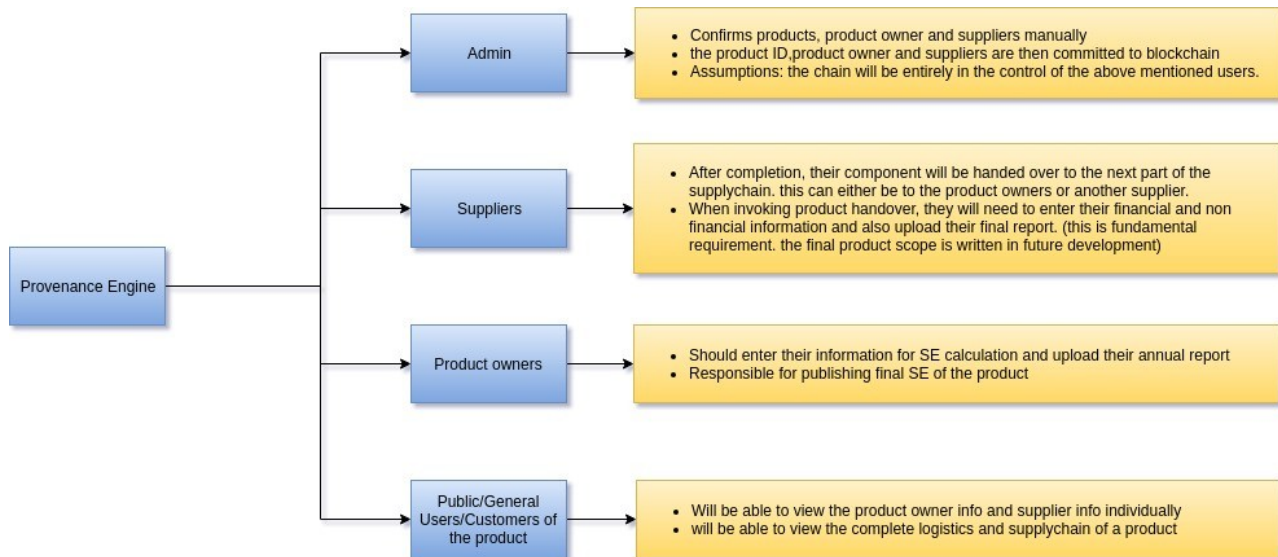 Admin
• Confirms products, product owner and suppliers manually
• the product ID,product owner and suppliers are then committed to blockchain
• Assumptions: the chain will be entirely in the control of the above mentioned users.
Suppliers
• After completion, their component will be handed over to the next part of the
supplychain. this can either be to the product owners or another supplier.
• When invoking product handover, they will need to enter their financial and non
financial information and also upload their final report. (this is fundamental
requirement. the final product scope is written in future development)
Provenance Engine
Product owners
• Should enter their information for SE calculation and upload their annual report
• Responsible for publishing final SE of the product
Public/General
Users/Customers of
the product
• Will be able to view the product owner info and supplier info individually
• will be able to view the complete logistics and supplychain of a product